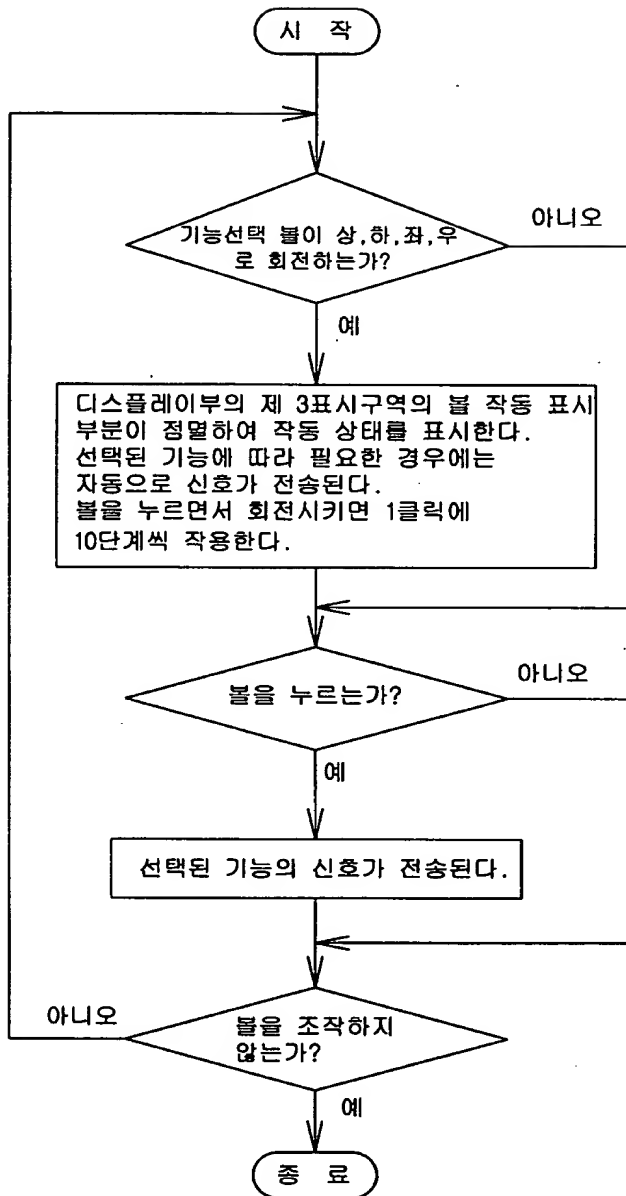 시 작
기능선택 볼이 상,하,좌,우
로 회전하는가?
아니오
예
디스플레이부의 제 3표시구역의 볼 작동 표시
부분이 점멸하여 작동 상태를 표시한다.
선택된 기능에 따라 필요한 경우에는
자동으로 신호가 전송된다.
볼을 누르면서 회전시키면 1클릭에
10단계씩 작용한다.
볼을 누르는가?
아니오
예
선택된 기능의 신호가 전송된다.
아니오
볼을 조작하지
않는가?
예
종 료